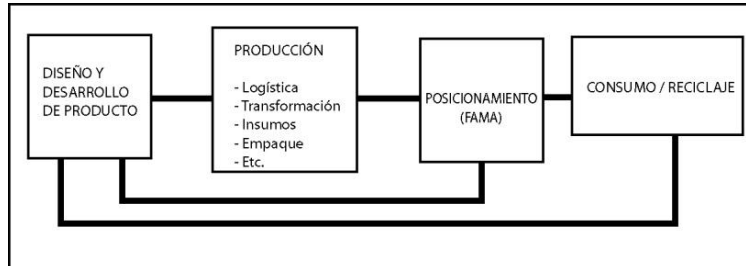 DISEÑO Y
DESARROLLO
DE PRODUCTO
PRODUCCIÓN
- Logística
- Transformación
- Insumos
- Empaque
- Etc.
POSICIONAMIENTO
(FAMA)
CONSUMO / RECICLAJE